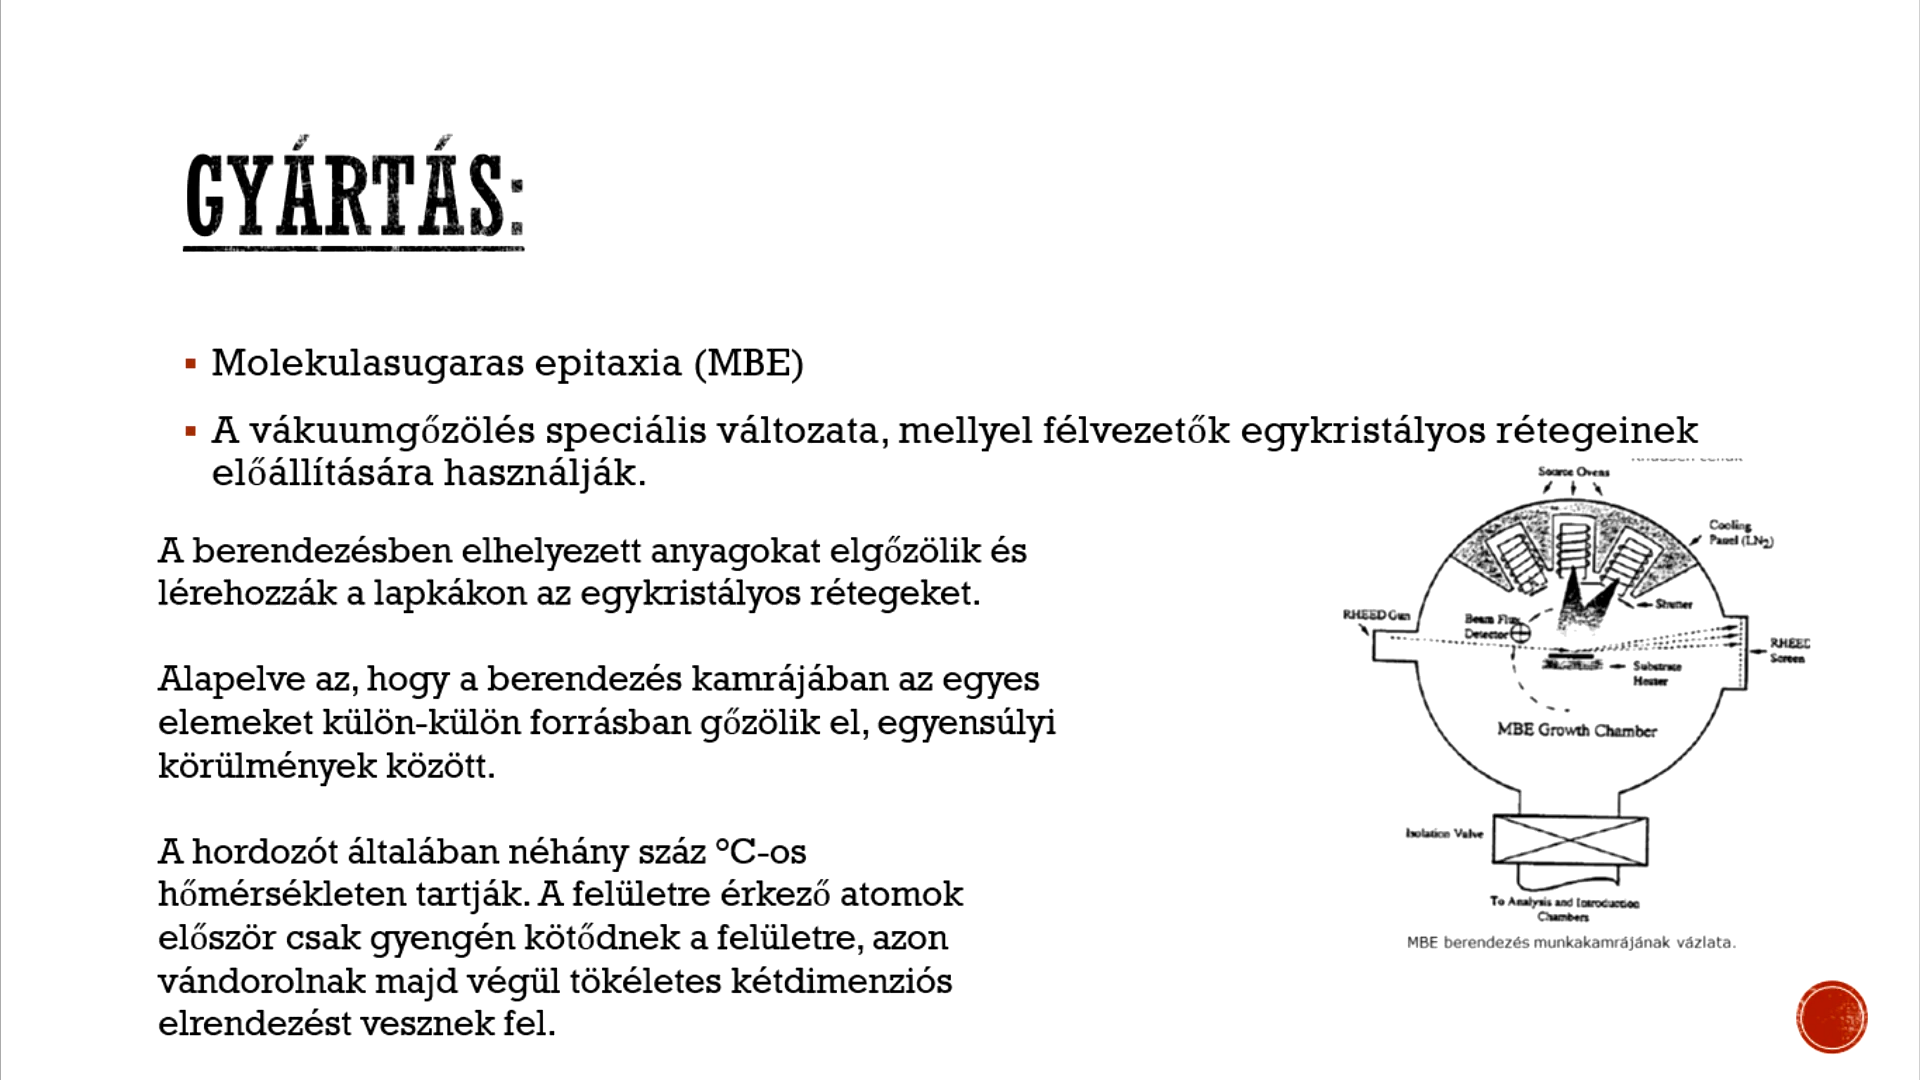 GYÁRTÁS:
▪ Molekulasugaras epitaxia (MBE)
▪ A vákuumgőzölés speciális változata, mellyel félvezetők egykristályos rétegeinek
előállítására használják.
A berendezésben elhelyezett anyagokat elgőzölik és
lérehozzák a lapkákon az egykristályos rétegeket.
Alapelve az, hogy a berendezés kamrájában az egyes
elemeket külön-külön forrásban gőzölik el, egyensúlyi
körülmények között.
A hordozót általában néhány száz °C-os
hőmérsékleten tartják. A felületre érkező atomok
először csak gyengén kötődnek a felületre, azon
vándorolnak majd végül tökéletes kétdimenziós
elrendezést vesznek fel.
Source Ovens
Cooling
Panel (LN2)
Shutter
RHEED Gun
Beam Flux
Detector
RHEED
Screen
Substrate
Heater
MBE Growth Chamber
Isolation Valve
To Analysis and Introduction
Chambers
MBE berendezés munkakamrájának vázlata.